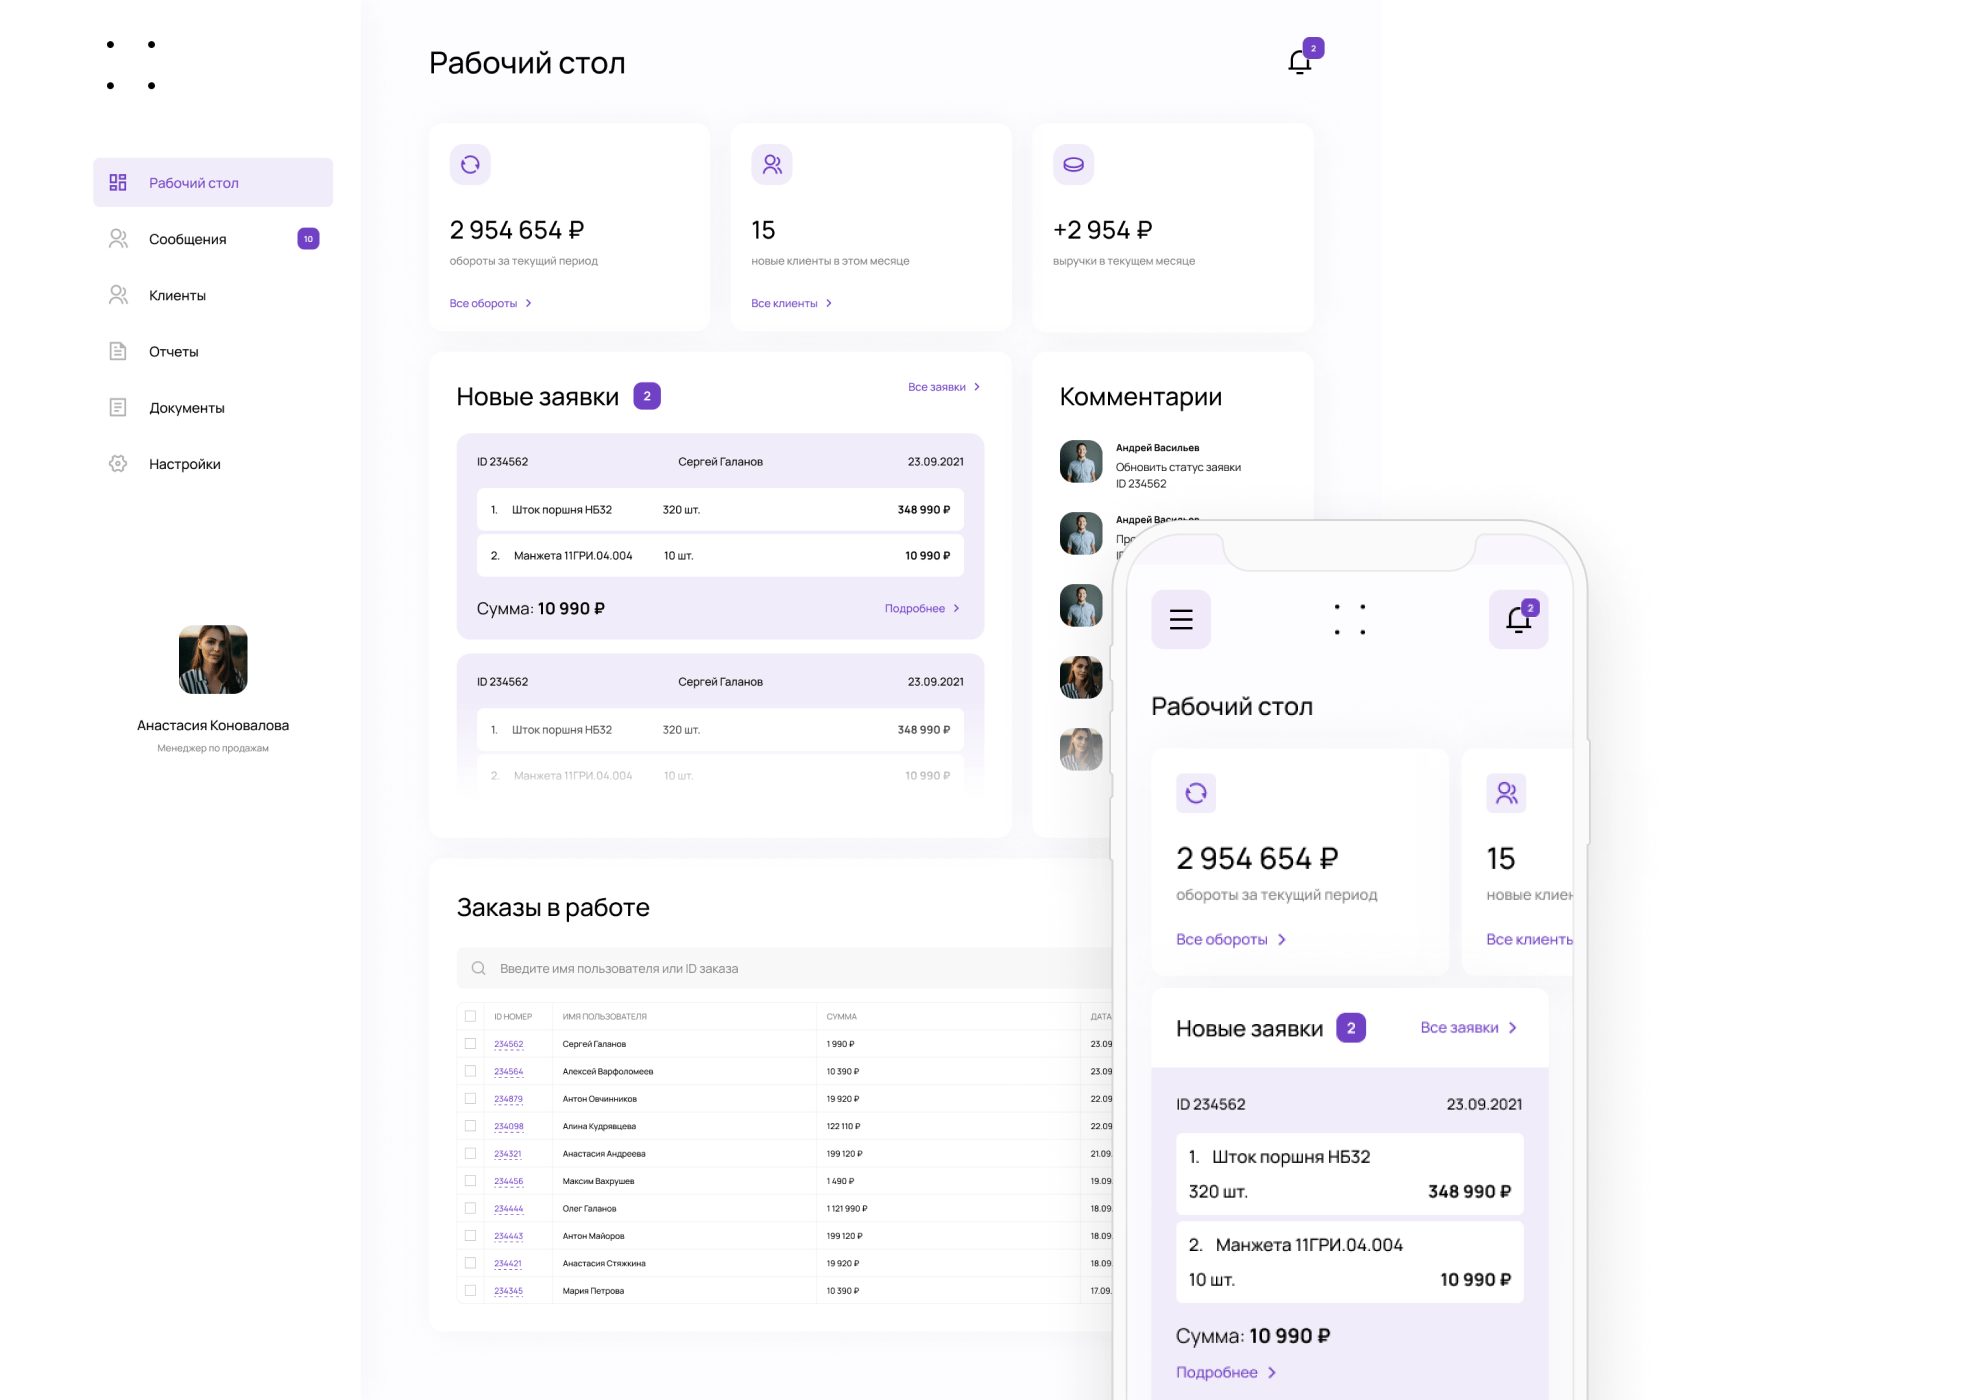 Рабочий стол
Сообщения
10
Клиенты
Отчеты
Документы
Настройки
Анастасия Коновалова
Менеджер по продажам
Рабочий стол
2
2 954 654 ₽
обороты за текущий период
Все обороты
15
новые клиенты в этом месяце
Все клиенты
+2 954 ₽
выручки в текущем месяце
Новые заявки 2
Все заявки
ID 234562 Сергей Галанов 23.09.2021
1. Шток поршня НБ32 320 шт. 348 990 ₽
2. Манжета 11ГРИ.04.004 10 шт. 10 990 ₽
Сумма: 10 990 ₽ Подробнее
ID 234562 Сергей Галанов 23.09.2021
1. Шток поршня НБ32 320 шт. 348 990 ₽
2. Манжета 11ГРИ.04.004 10 шт. 10 990 ₽
Комментарии
Андрей Васильев
Обновить статус заявки
ID 234562
Андрей Васильев
Заказы в работе
Введите имя пользователя или ID заказа
ID НОМЕР ИМЯ ПОЛЬЗОВАТЕЛЯ СУММА ДАТА
234562 Сергей Галанов 1 990 ₽ 23.09
234564 Алексей Варфоломеев 10 390 ₽ 23.09
234879 Антон Овчинников 19 920 ₽ 22.09
234098 Алина Кудрявцева 122 110 ₽ 22.09
234321 Анастасия Андреева 199 120 ₽ 21.09.
234456 Максим Вахрушев 1 490 ₽ 19.09
234444 Олег Галанов 1 121 990 ₽ 18.09.
234443 Антон Майоров 199 120 ₽ 18.09.
234421 Анастасия Стяжкина 19 920 ₽ 18.09.
234345 Мария Петрова 10 390 ₽ 17.09.
2
Рабочий стол
2 954 654 ₽
обороты за текущий период
Все обороты
15
новые клиен
Все клиенты
Новые заявки 2 Все заявки
ID 234562 23.09.2021
1. Шток поршня НБ32
320 шт. 348 990 ₽
2. Манжета 11ГРИ.04.004
10 шт. 10 990 ₽
Сумма: 10 990 ₽
Подробнее